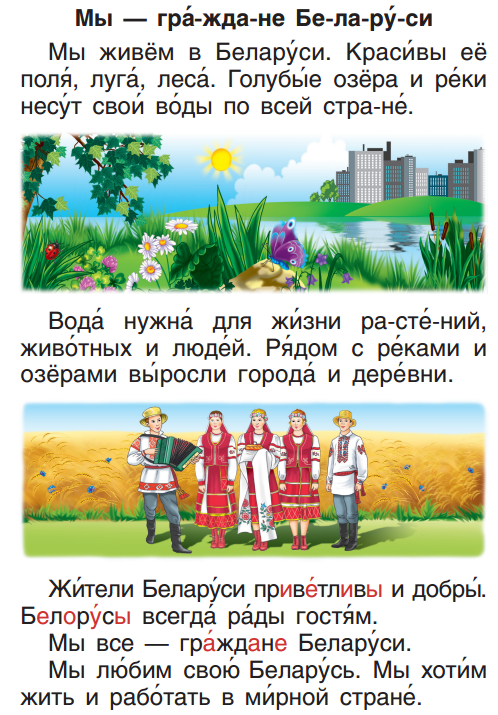 Мы — гра́-жда-не Бе-ла-ру́-си
Мы живём в Белару́си. Краси́вы её
поля́, луга́, леса́. Голубы́е озёра и ре́ки
несу́т свои́ во́ды по всей стра-не́.
Вода́ нужна́ для жи́зни ра-сте́-ний,
живо́тных и люде́й. Ря́дом с ре́ками и
озёрами вы́росли города́ и дере́вни.
Жи́тели Белару́си приве́тливы и добры́.
Белору́сы всегда́ ра́ды гостя́м.
Мы все — гра́ждане Белару́си.
Мы лю́бим свою́ Белару́сь. Мы хоти́м
жить и рабо́тать в ми́рной стране́.